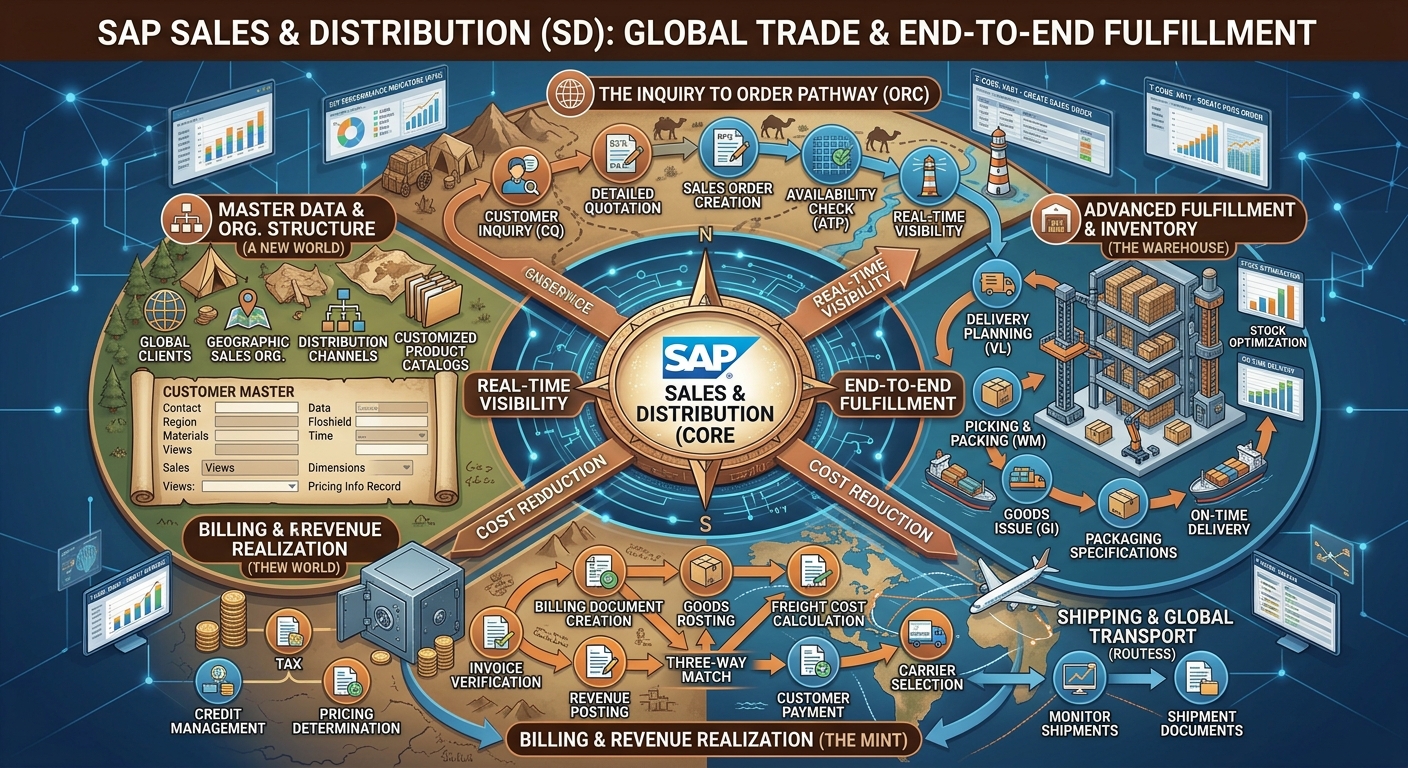 SAP SALES & DISTRIBUTION (SD): GLOBAL TRADE & END-TO-END FULFILLMENT
THE INQUIRY TO ORDER PATHWAY (ORC)
CUSTOMER
INQUIRY (CQ)
DETAILED
QUOTATION
RFQ
SALES ORDER
CREATION
AVAILABILITY
CHECK (ATP)
REAL-TIME
VISIBILITY
MASTER DATA &
ORG. STRUCTURE
(A NEW WORLD)
GLOBAL
CLIENTS
GEOGRAPHIC
SALES ORG.
DISTRIBUTION
CHANNELS
CUSTOMIZED
PRODUCT
CATALOGS
CUSTOMER MASTER
Contact
Data
Region
Floshield
Materials
Time
Views
Sales
Views
Dimensions
Views:
Pricing Info Record
ADVANCED FULFILLMENT
& INVENTORY
(THE WAREHOUSE)
DELIVERY
PLANNING
(VL)
STOCK
OPTIMIZATION
PICKING &
PACKING (WM)
GOODS
ISSUE (GI)
PACKAGING
SPECIFICATIONS
ON-TIME
DELIVERY
N
S
REAL-TIME
VISIBILITY
REAL-TIME
VISIBILITY
END-TO-END
FULFILLMENT
COST REDUCTION
SAP
®
SALES &
DISTRIBUTION
(CORE
BILLING & RREVENUE
REALIZATION
(THEW WORLD)
TAX
CREDIT
MANAGEMENT
PRICING
DETERMINATION
INVOICE
VERIFICATION
BILLING DOCUMENT
CREATION
GOODS
POSTING
FREIGHT COST
CALCULATION
REVENUE
POSTING
THREE-WAY
MATCH
CUSTOMER
PAYMENT
CARRIER
SELECTION
SHIPPING & GLOBAL
TRANSPORT
(ROUTESS)
MONITOR
SHIPMENTS
SHIPMENT
DOCUMENTS
BILLING & REVENUE REALIZATION (THE MINT)